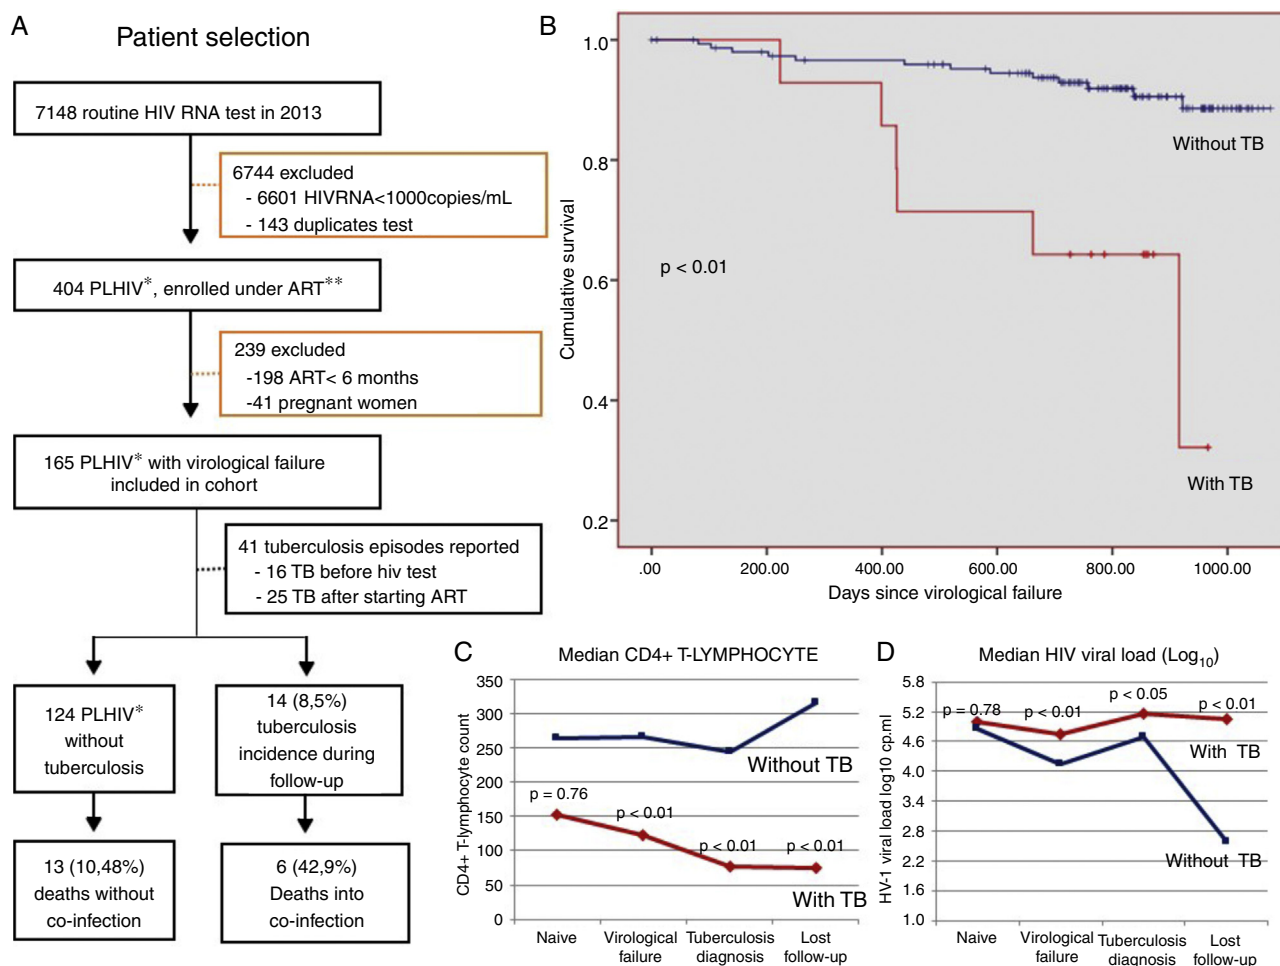 A
Patient selection
7148 routine HIV RNA test in 2013
6744 excluded
- 6601 HIVRNA<1000copies/mL
- 143 duplicates test
404 PLHIV*, enrolled under ART**
239 excluded
-198 ART< 6 months
-41 pregnant women
165 PLHIV* with virological failure
included in cohort
41 tuberculosis episodes reported
- 16 TB before hiv test
- 25 TB after starting ART
124 PLHIV*
without
tuberculosis
14 (8,5%)
tuberculosis
incidence during
follow-up
13 (10,48%)
deaths without
co-infection
6 (42,9%)
Deaths into
co-infection
B
Cumulative survival
1.0
0.8
0.6
0.4
0.2
Without TB
p < 0.01
With TB
.00
200.00
400.00
600.00
800.00
1000.00
Days since virological failure
C
Median CD4+ T-LYMPHOCYTE
CD4+ T-lymphocyte count
350
300
250
200
150
100
50
0
Without TB
p = 0.76
p < 0.01
p < 0.01
p < 0.01
With TB
Naive
Virological
failure
Tuberculosis
diagnosis
Lost
follow-up
D
Median HIV viral load (Log10)
HV-1 viral load log10 cp.ml
5.8
5.2
4.6
4.0
3.4
2.8
2.2
1.6
1.0
p = 0.78
p < 0.01
p < 0.05
p < 0.01
With TB
Without TB
Naive
Virological
failure
Tuberculosis
diagnosis
Lost
follow-up